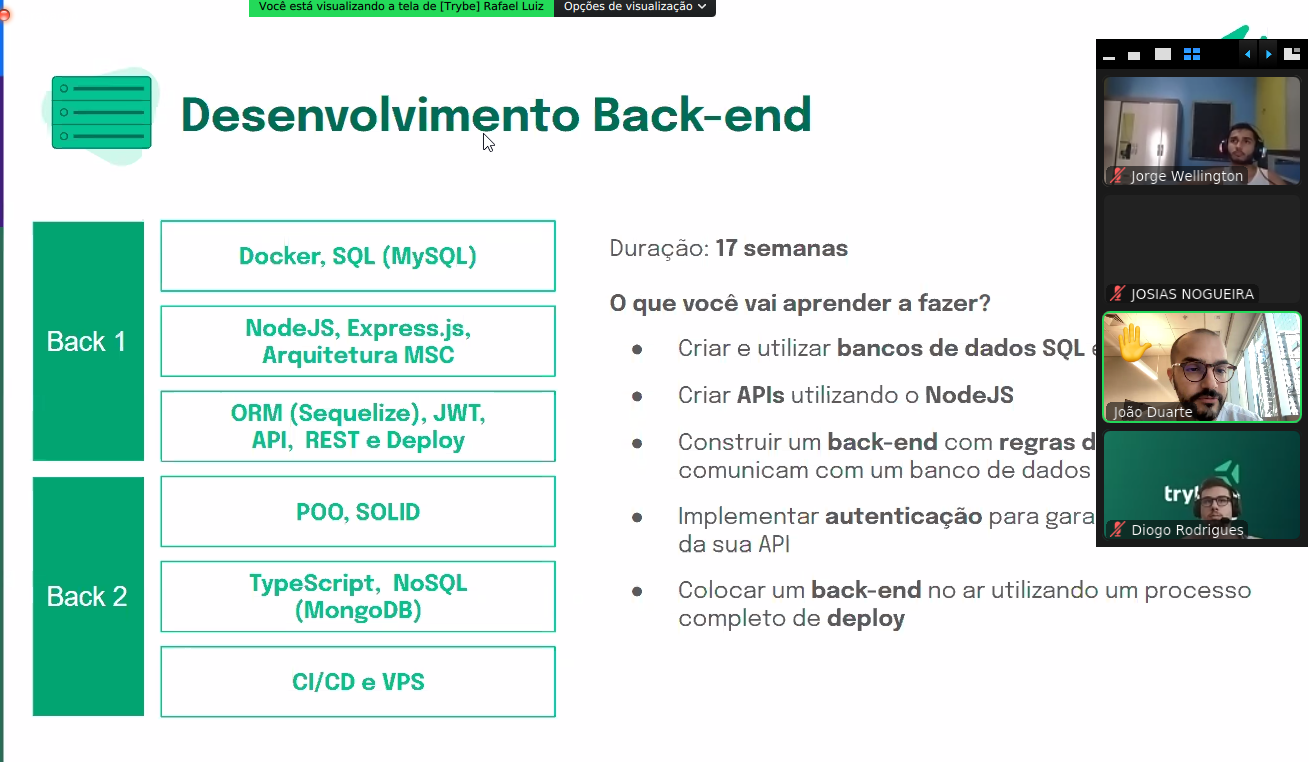 Você está visualizando a tela de [Trybe] Rafael Luiz
Opções de visualização
Desenvolvimento Back-end
Back 1
Docker, SQL (MySQL)
NodeJS, Express.js,
Arquitetura MSC
ORM (Sequelize), JWT,
API, REST e Deploy
Back 2
POO, SOLID
TypeScript, NoSQL
(MongoDB)
CI/CD e VPS
Duração: 17 semanas
O que você vai aprender a fazer?
● Criar e utilizar bancos de dados SQL
● Criar APIs utilizando o NodeJS
● Construir um back-end com regras d
comunicam com um banco de dados
● Implementar autenticação para gara
da sua API
● Colocar um back-end no ar utilizando um processo
completo de deploy
Jorge Wellington
JOSIAS NOGUEIRA
João Duarte
tryb
Diogo Rodrigues